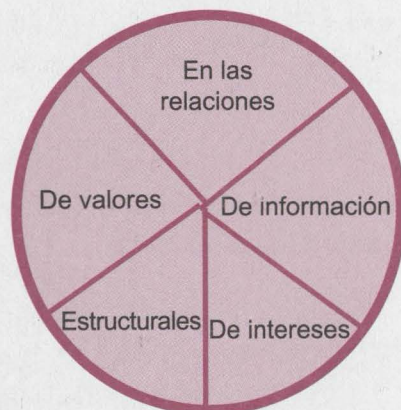 En las
relaciones
De valores
De información
Estructurales
De intereses